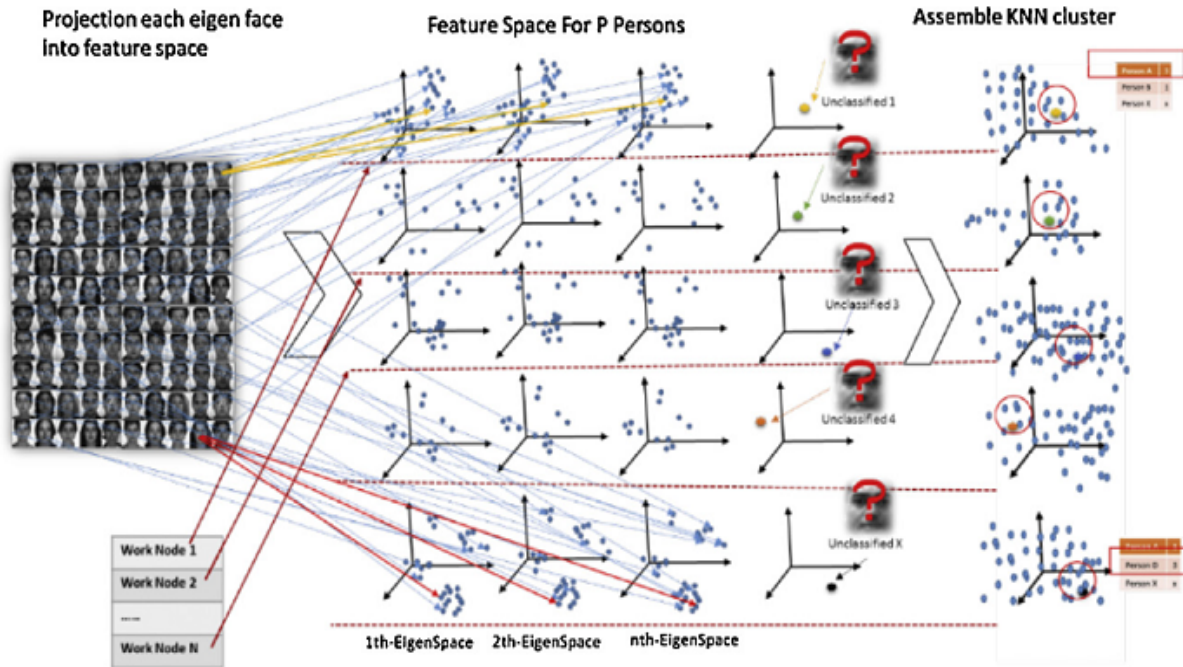 Projection each eigen face
into feature space
Feature Space For P Persons
Assemble KNN cluster
Unclassified 1
Unclassified 2
Unclassified 3
Unclassified 4
Unclassified X
Work Node 1
Work Node 2
Work Node N
1th-EigenSpace
2th-EigenSpace
nth-EigenSpace
Person A
Person B
Person X
Person D
Person X